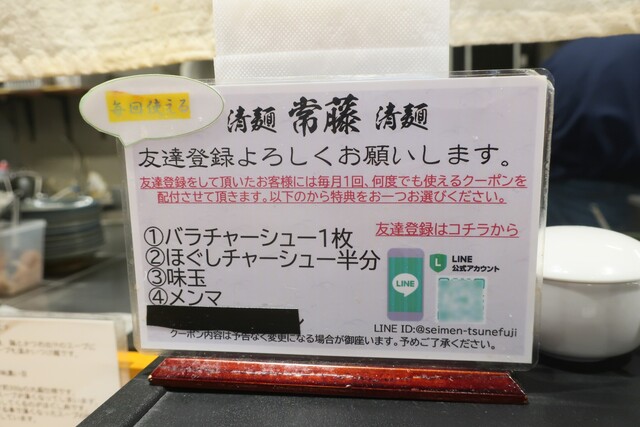 毎回使える
清麺 常藤 清麺
友達登録よろしくお願いします。
友達登録をして頂いたお客様には毎月1回、何度でも使えるクーポンを
配付させて頂きます。以下のから特典をお一つお選びください。
友達登録はコチラから
①バラチャーシュー1枚
②ほぐしチャーシュー半分
③味玉
④メンマ
LINE
LINE
公式アカウント
LINE ID:@seimen-tsunefuji
クーポン内容は予告なく変更になる場合が御座います。予めご了承ください。